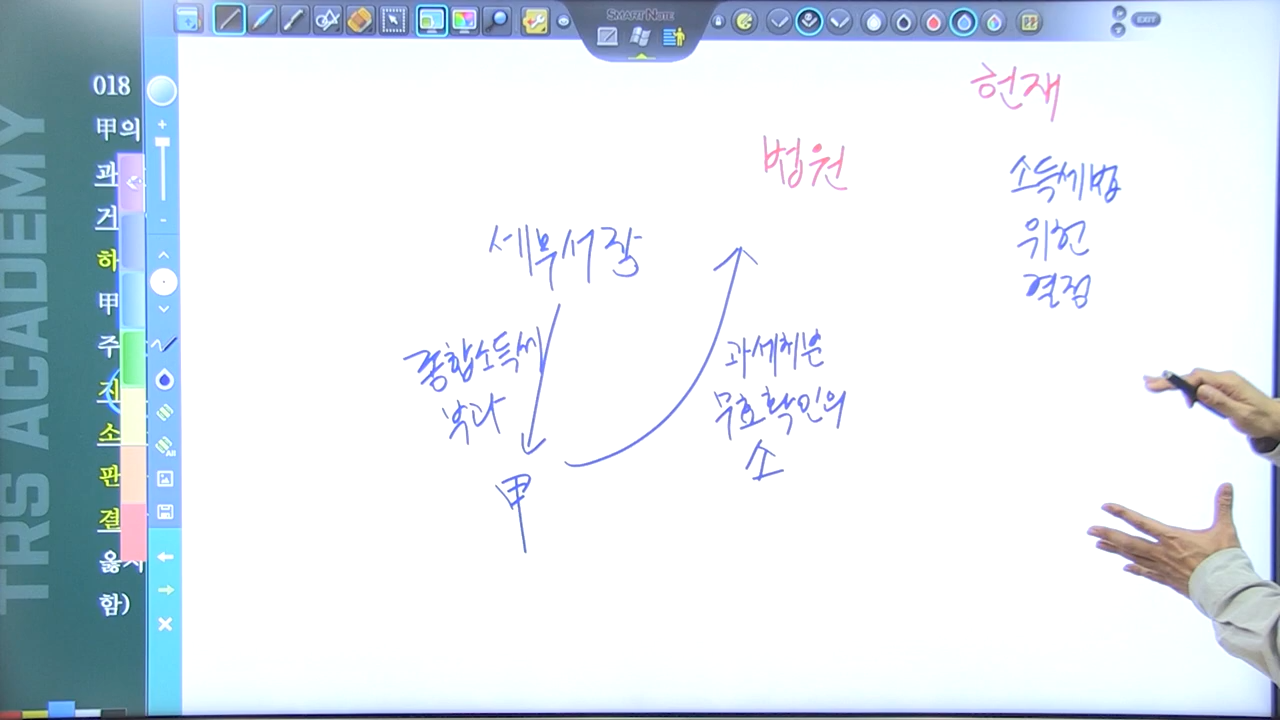 SMART NOTE
EXIT
TRS ACADEMY
018
甲의
과
거
하
甲
주
지
소
판
결
옳지
함)
All
헌재
법원
소득세법
위헌
결정
세무서장
종합소득세
부과
과세처분
무효확인의
소
甲